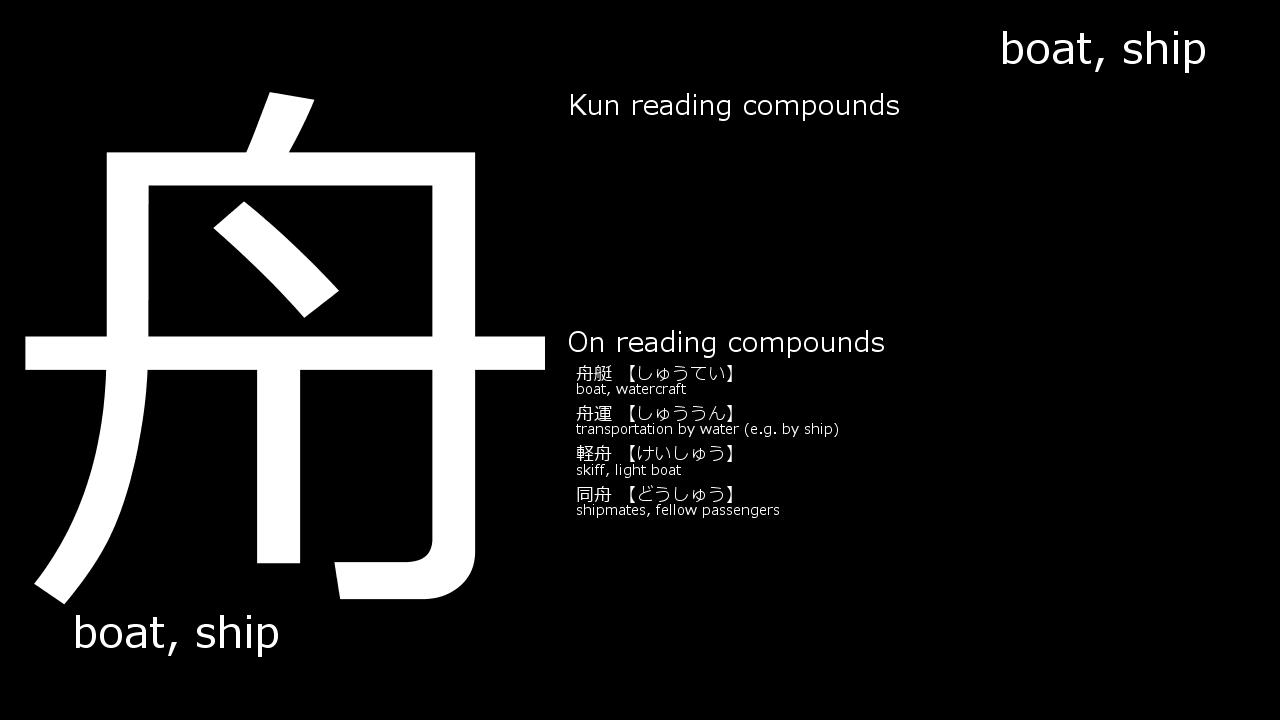 boat, ship
舟
Kun reading compounds
On reading compounds
舟艇 【しゅうてい】
boat, watercraft
舟運 【しゅううん】
transportation by water (e.g. by ship)
軽舟 【けいしゅう】
skiff, light boat
同舟 【どうしゅう】
shipmates, fellow passengers
boat, ship